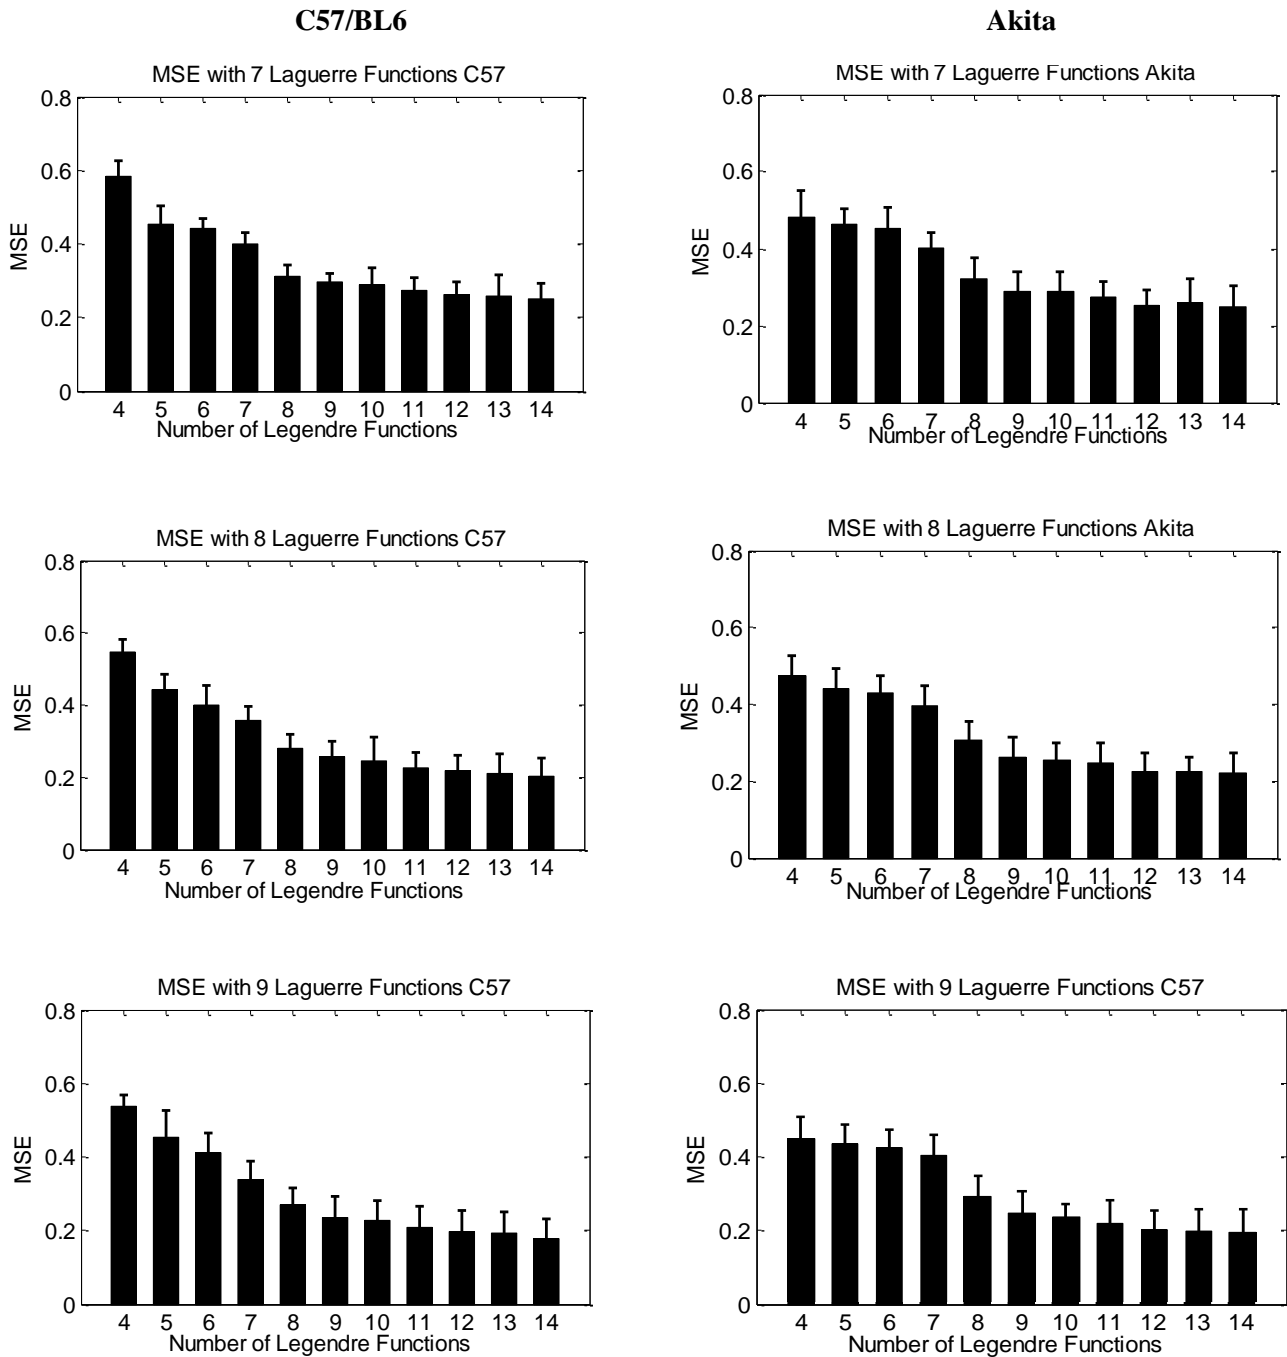 C57/BL6
Akita
MSE with 7 Laguerre Functions C57
0.8
0.6
0.4
0.2
0
MSE
4 5 6 7 8 9 10 11 12 13 14
Number of Legendre Functions
MSE with 7 Laguerre Functions Akita
0.8
0.6
0.4
0.2
0
MSE
4 5 6 7 8 9 10 11 12 13 14
Number of Legendre Functions
MSE with 8 Laguerre Functions C57
0.8
0.6
0.4
0.2
0
MSE
4 5 6 7 8 9 10 11 12 13 14
Number of Legendre Functions
MSE with 8 Laguerre Functions Akita
0.8
0.6
0.4
0.2
0
MSE
4 5 6 7 8 9 10 11 12 13 14
Number of Legendre Functions
MSE with 9 Laguerre Functions C57
0.8
0.6
0.4
0.2
0
MSE
4 5 6 7 8 9 10 11 12 13 14
Number of Legendre Functions
MSE with 9 Laguerre Functions C57
0.8
0.6
0.4
0.2
0
MSE
4 5 6 7 8 9 10 11 12 13 14
Number of Legendre Functions